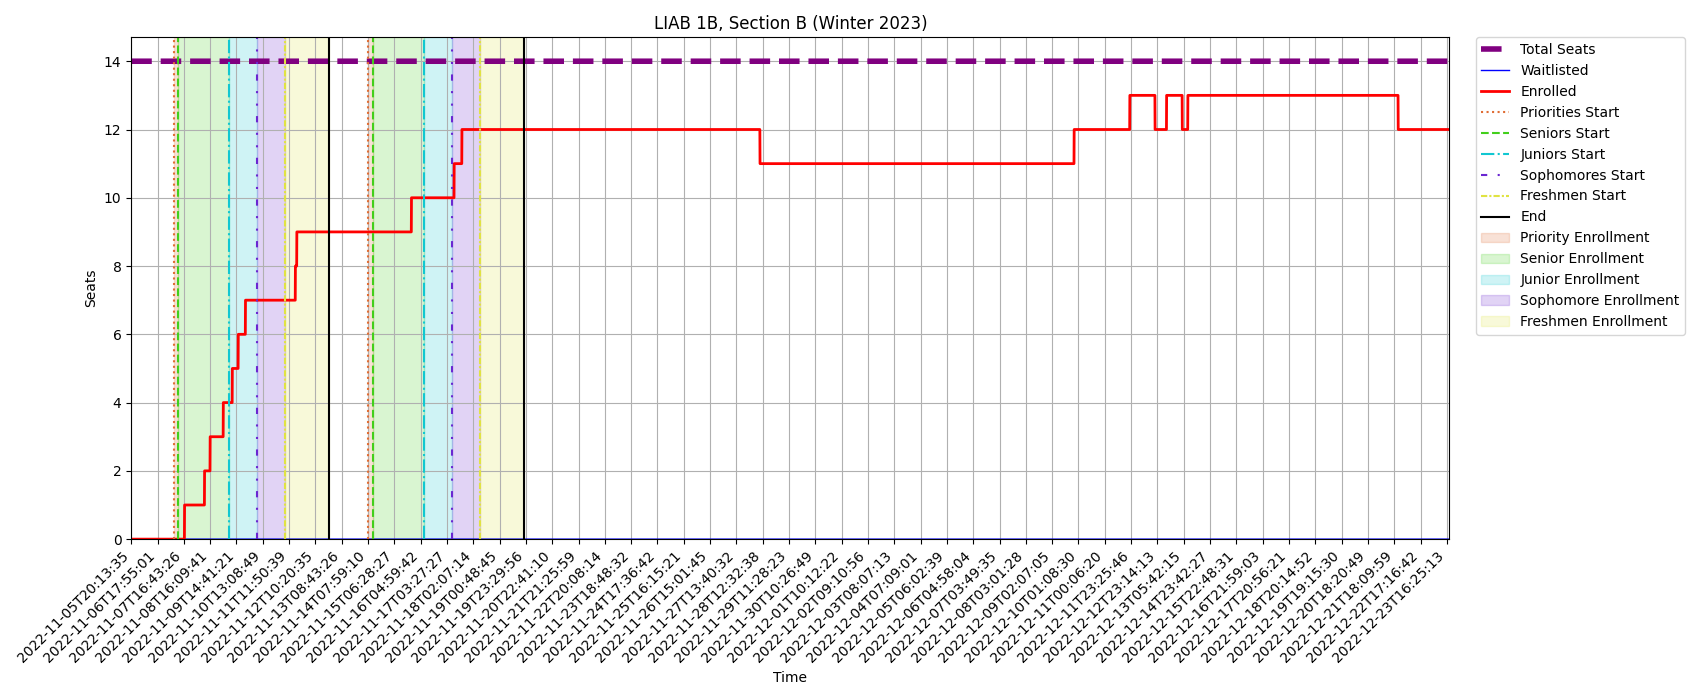 LIAB 1B, Section B (Winter 2023)
Seats
14
12
10
8
6
4
2
0
2022-11-05T20:13:35
2022-11-06T17:55:01
2022-11-07T16:43:26
2022-11-08T16:09:41
2022-11-09T14:41:21
2022-11-10T13:08:49
2022-11-11T11:50:39
2022-11-12T10:20:35
2022-11-13T08:43:26
2022-11-14T07:59:10
2022-11-15T06:28:27
2022-11-16T04:59:42
2022-11-17T03:27:27
2022-11-18T02:07:14
2022-11-19T00:48:45
2022-11-19T23:29:56
2022-11-20T22:41:10
2022-11-21T21:25:59
2022-11-22T20:08:14
2022-11-23T18:48:32
2022-11-24T17:36:42
2022-11-25T16:15:21
2022-11-26T15:01:45
2022-11-27T13:40:32
2022-11-28T12:32:38
2022-11-29T11:28:23
2022-11-30T10:26:49
2022-12-01T10:12:22
2022-12-02T09:10:56
2022-12-03T08:07:13
2022-12-04T07:09:01
2022-12-05T06:02:39
2022-12-06T04:58:04
2022-12-07T03:49:35
2022-12-08T03:01:28
2022-12-09T02:07:05
2022-12-10T01:08:30
2022-12-11T00:06:20
2022-12-11T23:25:46
2022-12-12T23:14:13
2022-12-13T05:42:15
2022-12-14T23:42:27
2022-12-15T22:48:31
2022-12-16T21:59:03
2022-12-17T20:56:21
2022-12-18T20:14:52
2022-12-19T19:15:30
2022-12-20T18:20:49
2022-12-21T18:09:59
2022-12-22T17:16:42
2022-12-23T16:25:13
Time
Total Seats
Waitlisted
Enrolled
Priorities Start
Seniors Start
Juniors Start
Sophomores Start
Freshmen Start
End
Priority Enrollment
Senior Enrollment
Junior Enrollment
Sophomore Enrollment
Freshmen Enrollment